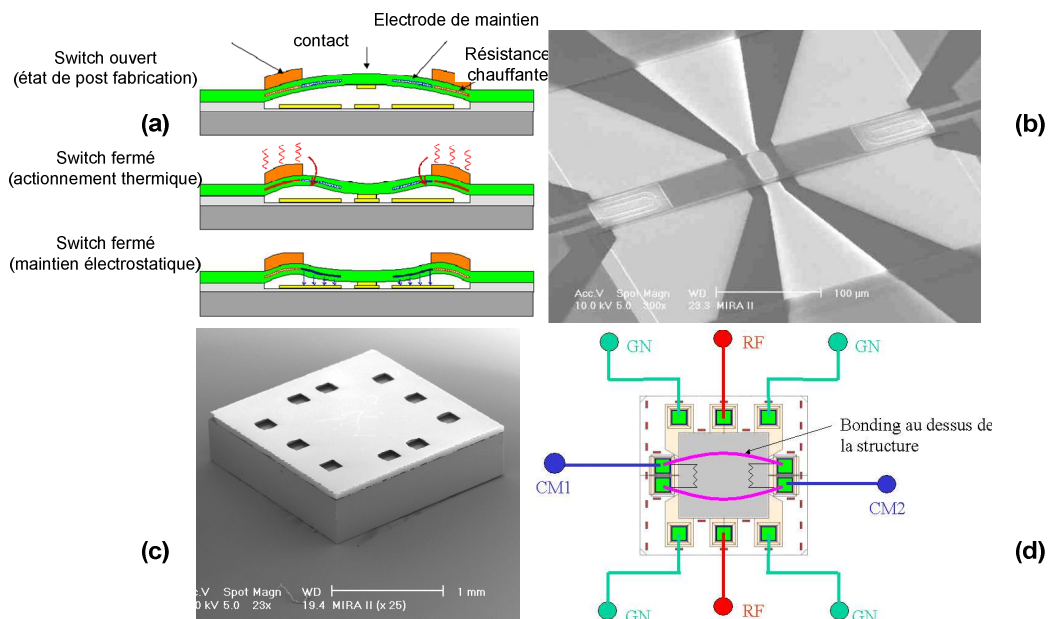 Electrode de maintien
contact
Switch ouvert
(état de post fabrication)
Résistance
chauffante
(a)
Switch fermé
(actionnement thermique)
Switch fermé
(maintien électrostatique)
(b)
Acc.V Spot Magn WD 100 µm
10.0 kV 5.0 300x 23.3 MIRA II
(c)
c.V Spot Magn WD 1 mm
0 kV 5.0 23x 19.4 MIRA II (x 25)
GN RF GN
Bonding au dessus de
la structure
CM1
CM2
(d)
GN RF GN